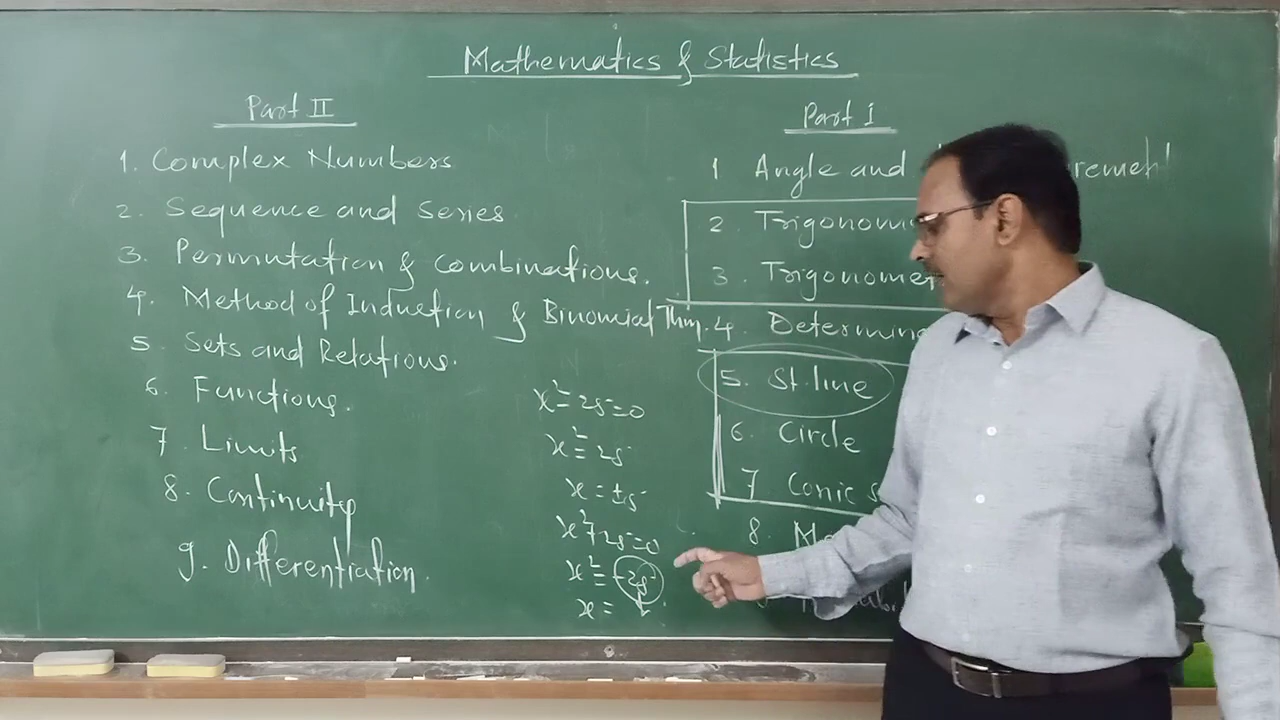 Mathematics & Statistics
Part II
1. Complex Numbers
2. Sequence and Series
3. Permutation & Combinations.
4. Method of Induction & Binomial Thm.
5. Sets and Relations.
6. Functions.
7. Limits
8. Continuity
9. Differentiation.
x²-25=0
x²=25
x=±5
x²+25=0
x²=-25
x=
Part I
1 Angle and
2. Trigonome
3. Trigonomet
4. Determina
5. St.line
6. Circle
7 Conic s
8. Me